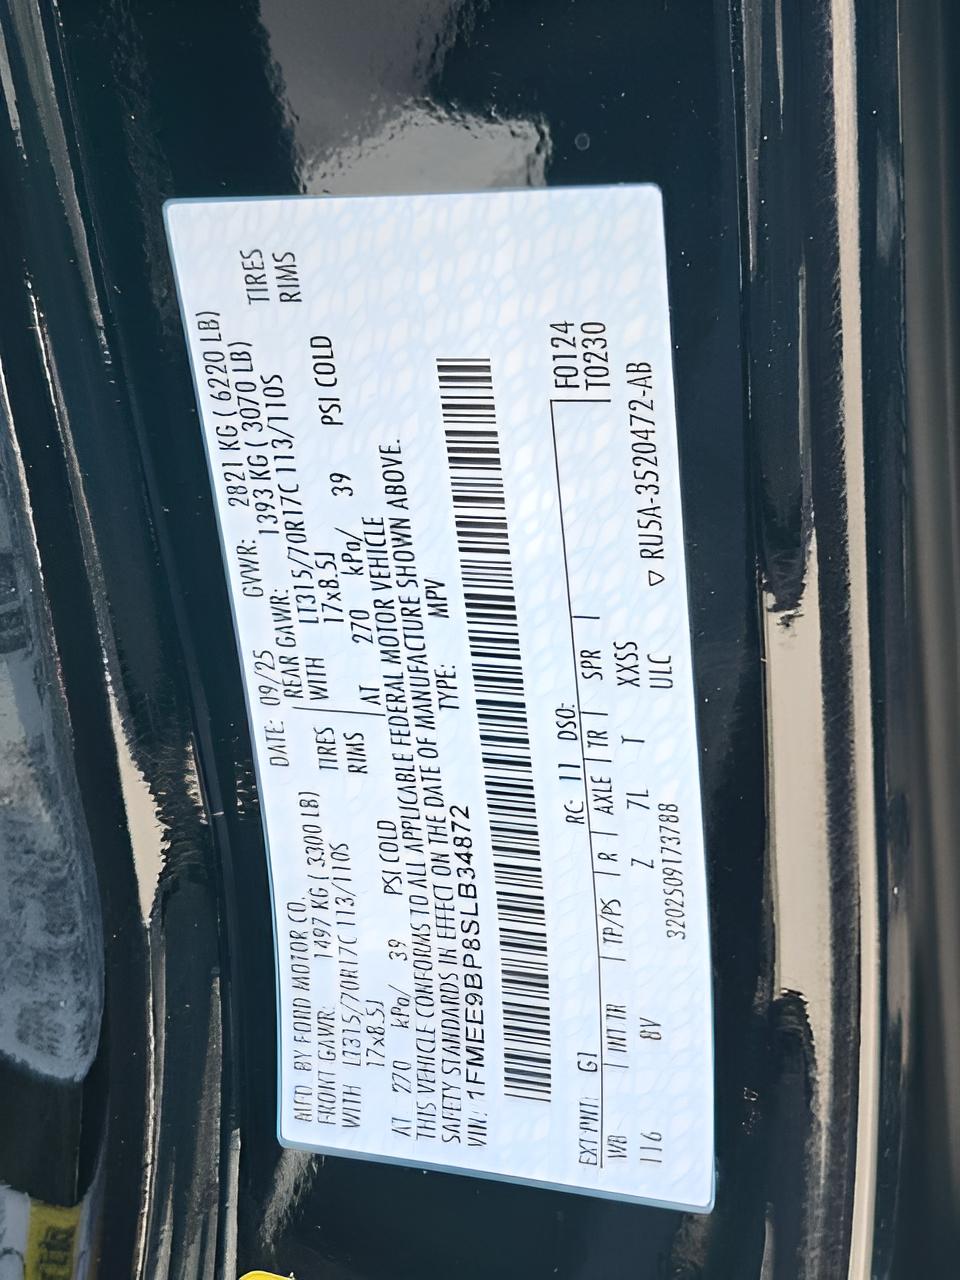 MFD. BY FORD MOTOR CO. DATE: 09/25 GVWR: 2821 KG ( 6220 LB)
FRONT GAWR: 1497 KG ( 3300 LB) REAR GAWR: 1393 KG ( 3070 LB)
WITH LT315/70R17C 113/110S TIRES WITH LT315/70R17C 113/110S TIRES
17x8.5J RIMS 17x8.5J RIMS
AT 270 kPa/ 39 PSI COLD AT 270 kPa/ 39 PSI COLD
THIS VEHICLE CONFORMS TO ALL APPLICABLE FEDERAL MOTOR VEHICLE
SAFETY STANDARDS IN EFFECT ON THE DATE OF MANUFACTURE SHOWN ABOVE.
VIN: 1FMEE9BP8SLB34872 TYPE: MPV
EXT PNT: G1 RC: 11 DSO: F0124
WB INT TR TP/PS R AXLE TR SPR T0230
116 8V Z 7L T XXSS
ULC
3202509173788 ▽ RU5A-3520472-AB